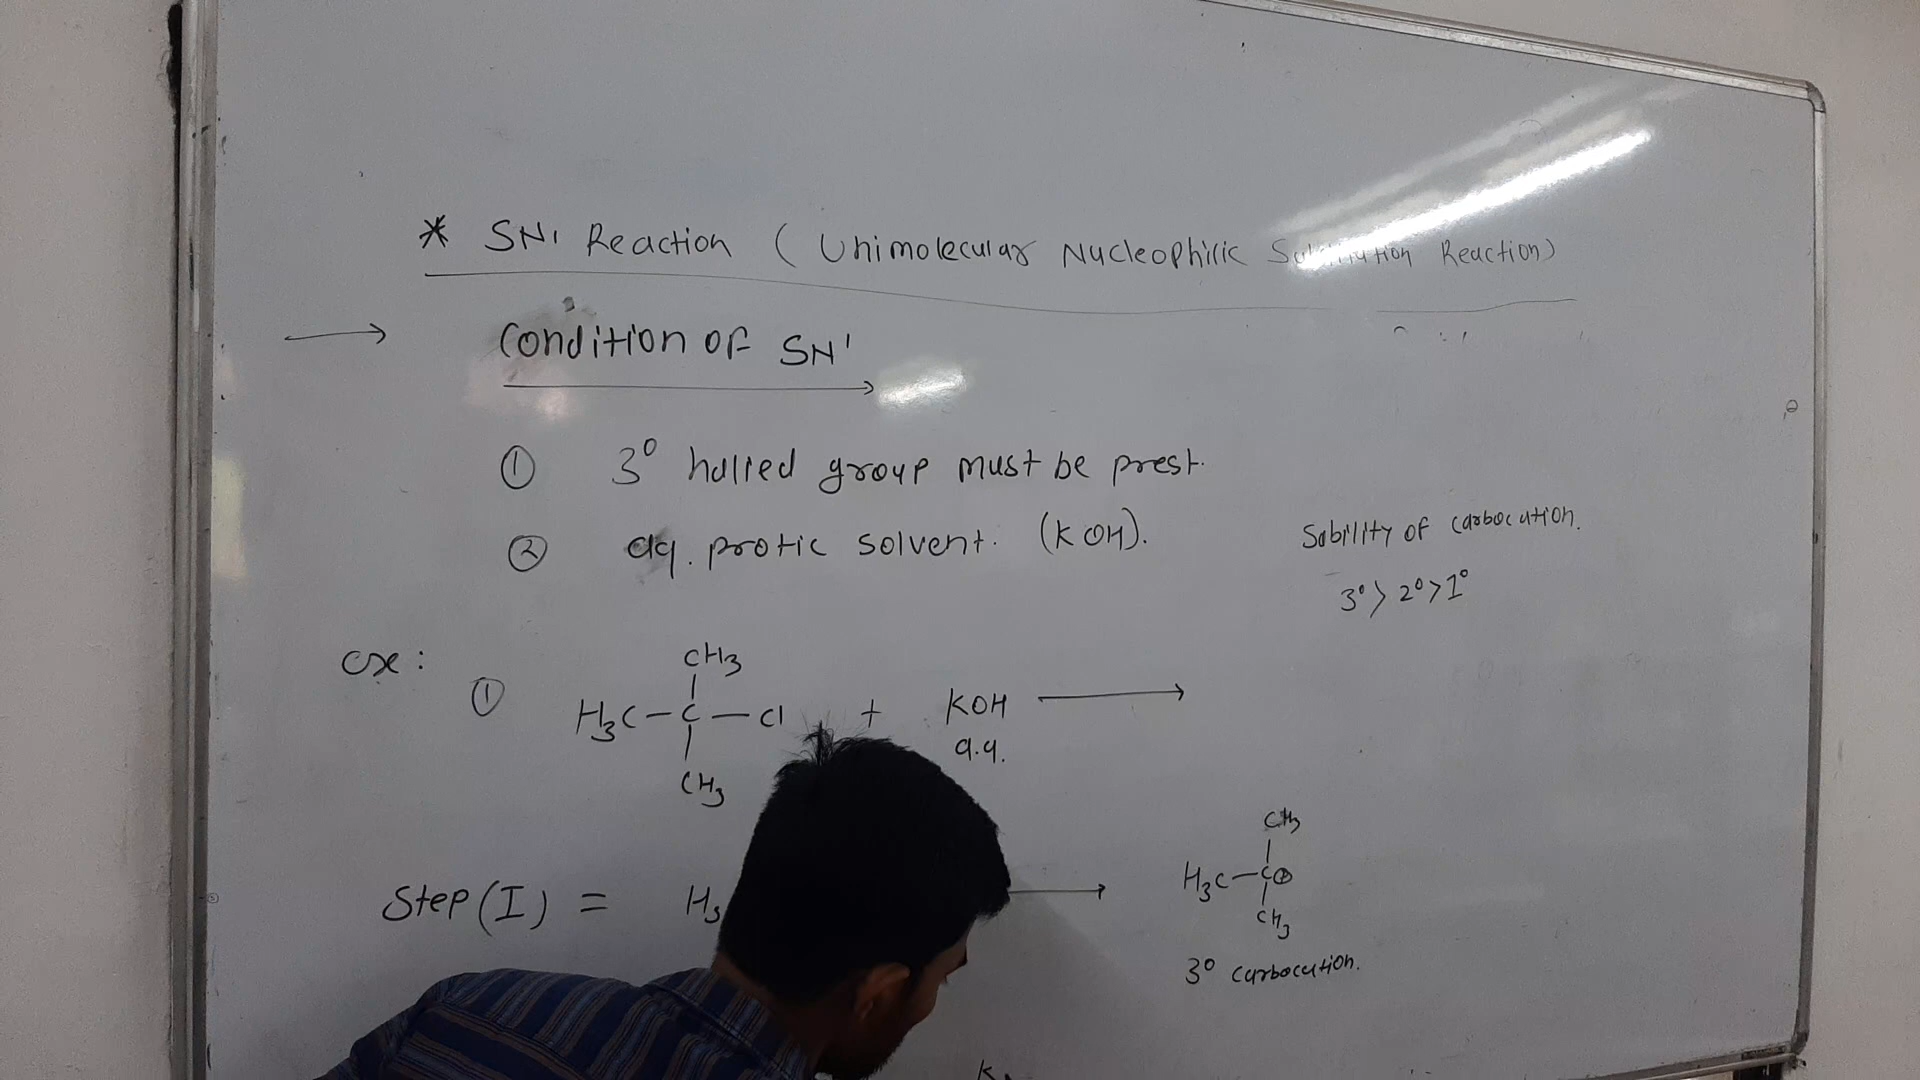 * SN1 Reaction ( Unimolecular Nucleophilic Reaction)
→ Condition of SN1
① 3° hallied group must be prest.
② aq. protic solvent. (KOH).
Sability of carbocation.
3° > 2° > 1°
ex:
CH3
① H3C-C-Cl + KOH →
a.q.
CH3
CH3
Step (I) = H3 → H3C-C⊕
CH3
3° carbocation.
K